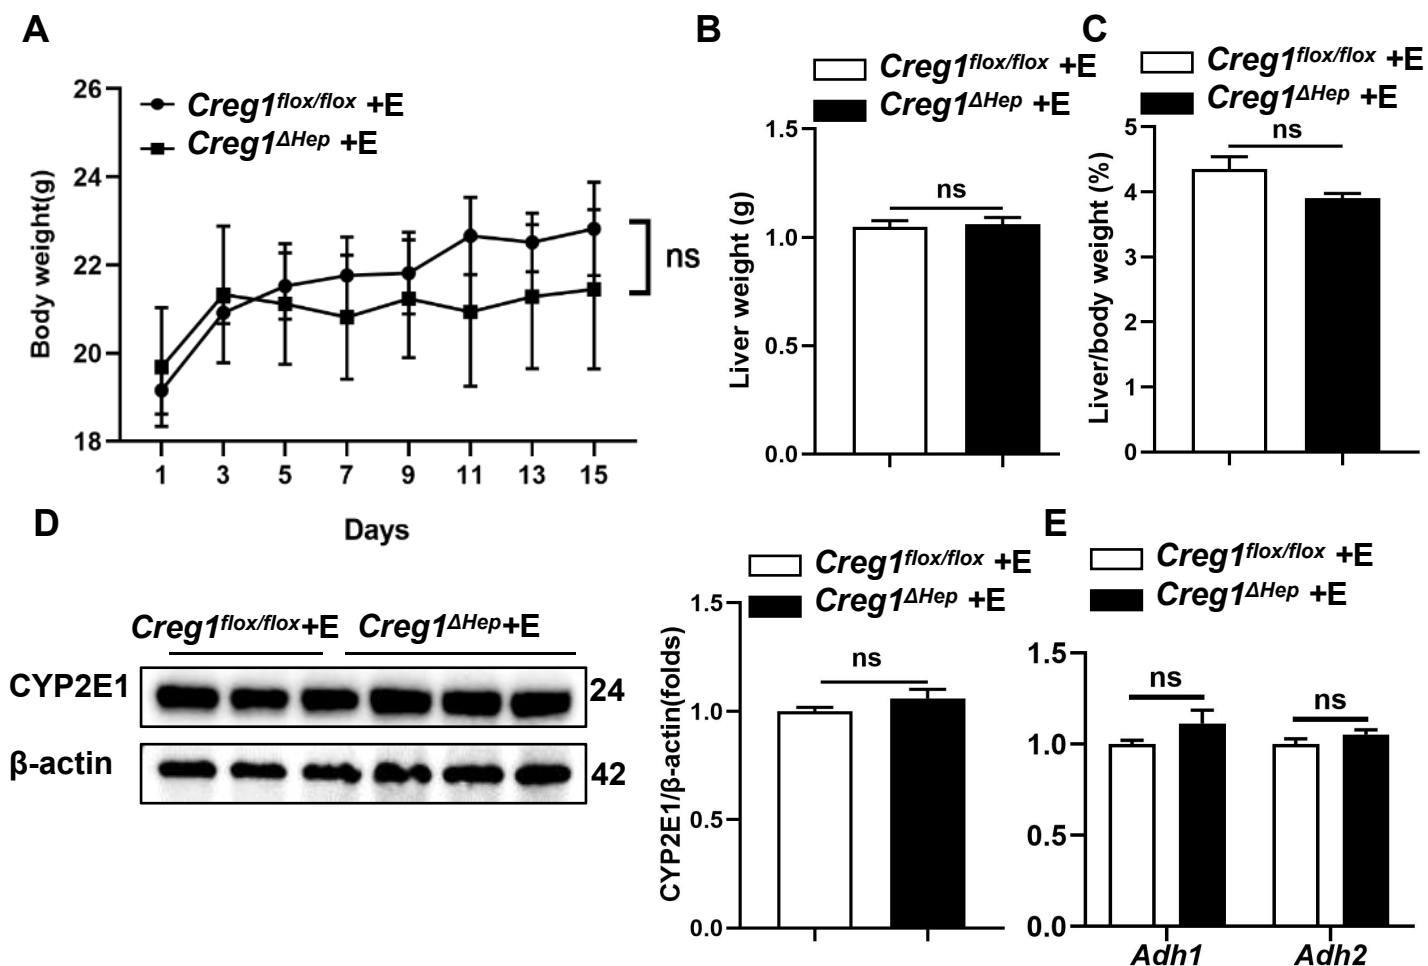 A
Creg1flox/flox +E
Creg1ΔHep +E
Body weight(g)
26
24
22
20
18
ns
1 3 5 7 9 11 13 15
Days
B
Creg1flox/flox +E
Creg1ΔHep +E
Liver weight (g)
1.5
1.0
0.5
0.0
ns
C
Creg1flox/flox +E
Creg1ΔHep +E
Liver/body weight (%)
5
4
3
2
1
0
ns
D
Creg1flox/flox+E Creg1ΔHep+E
CYP2E1 24
β-actin 42
Creg1flox/flox +E
Creg1ΔHep +E
CYP2E1/β-actin(folds)
1.5
1.0
0.5
0.0
ns
E
Creg1flox/flox +E
Creg1ΔHep +E
1.5
1.0
0.5
0.0
ns
ns
Adh1 Adh2